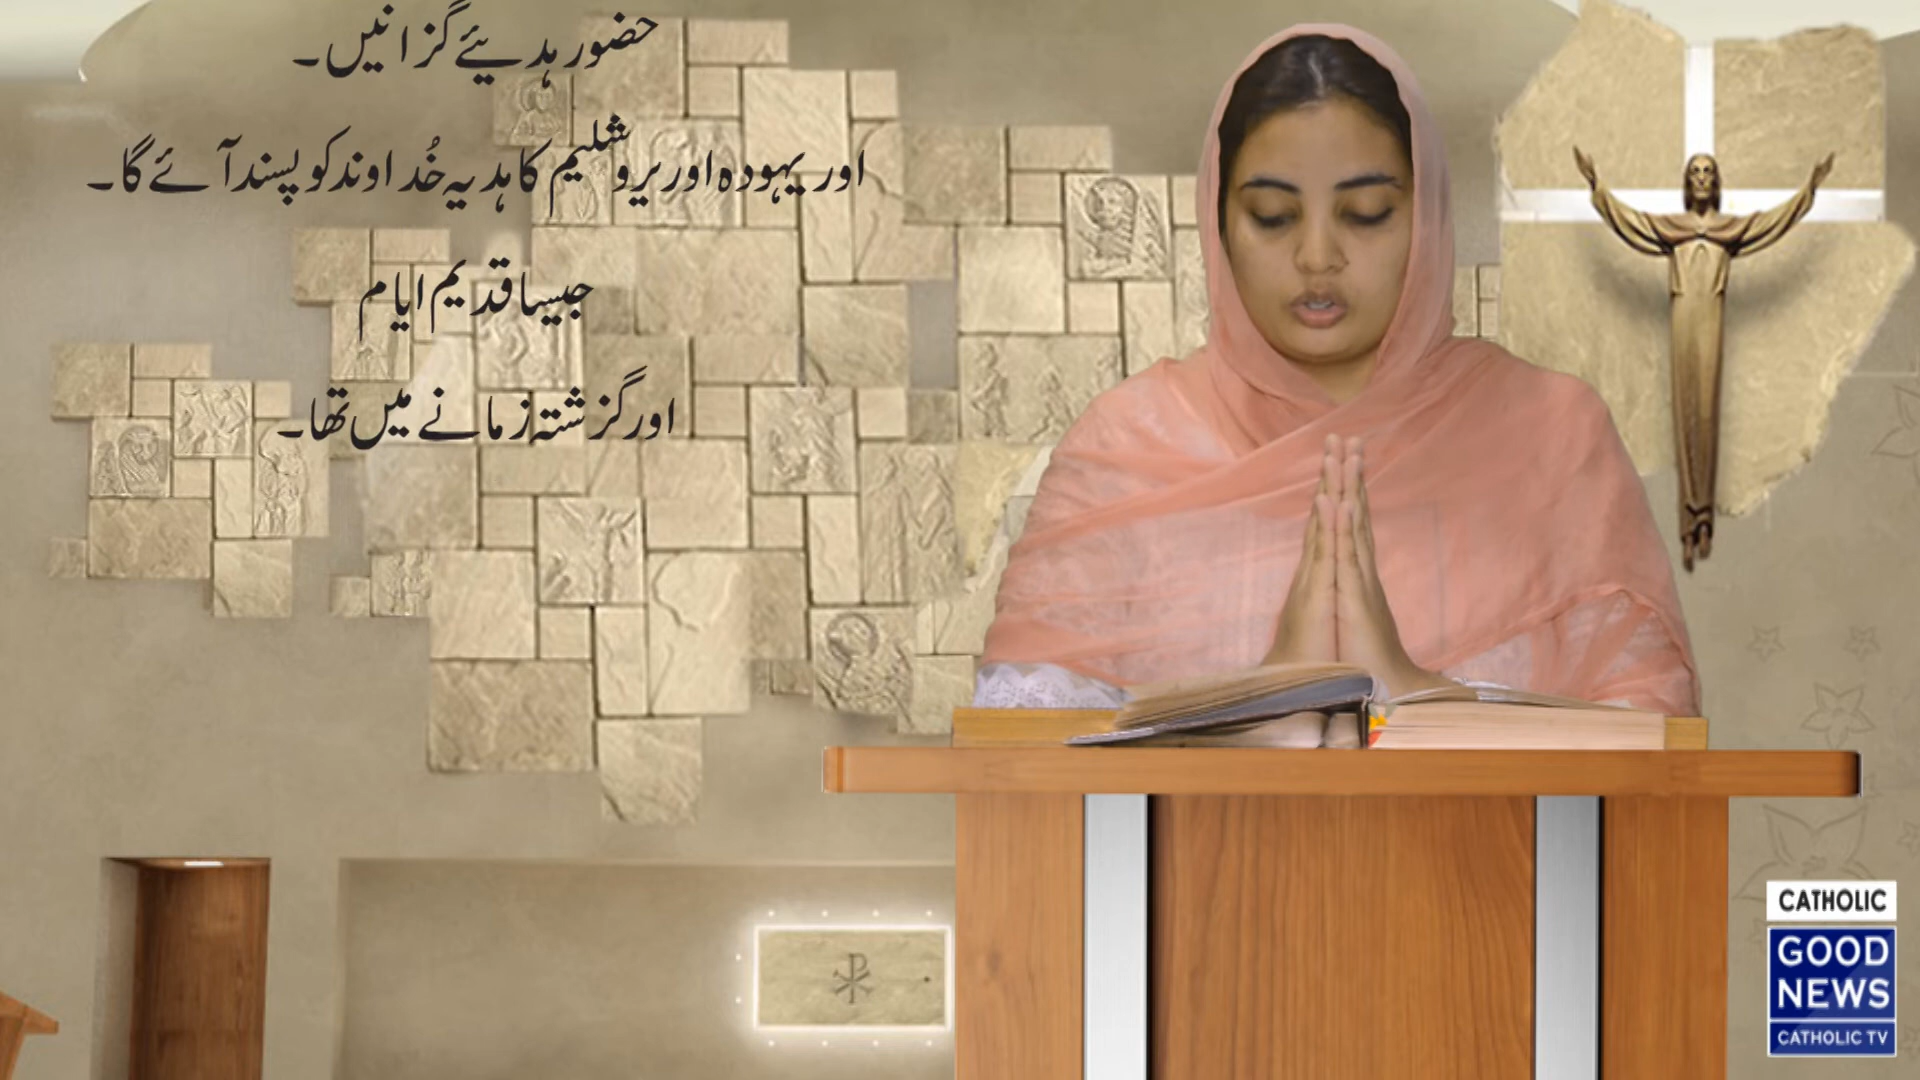 حضور ہدیئے گزرانیں۔
اور یہودہ اور یروشلیم کا ہدیہ خُداوند کو پسند آئے گا۔
جیسا قدیم ایام
اور گزشتہ زمانے میں تھا۔
CATHOLIC
GOOD
NEWS
CATHOLIC TV